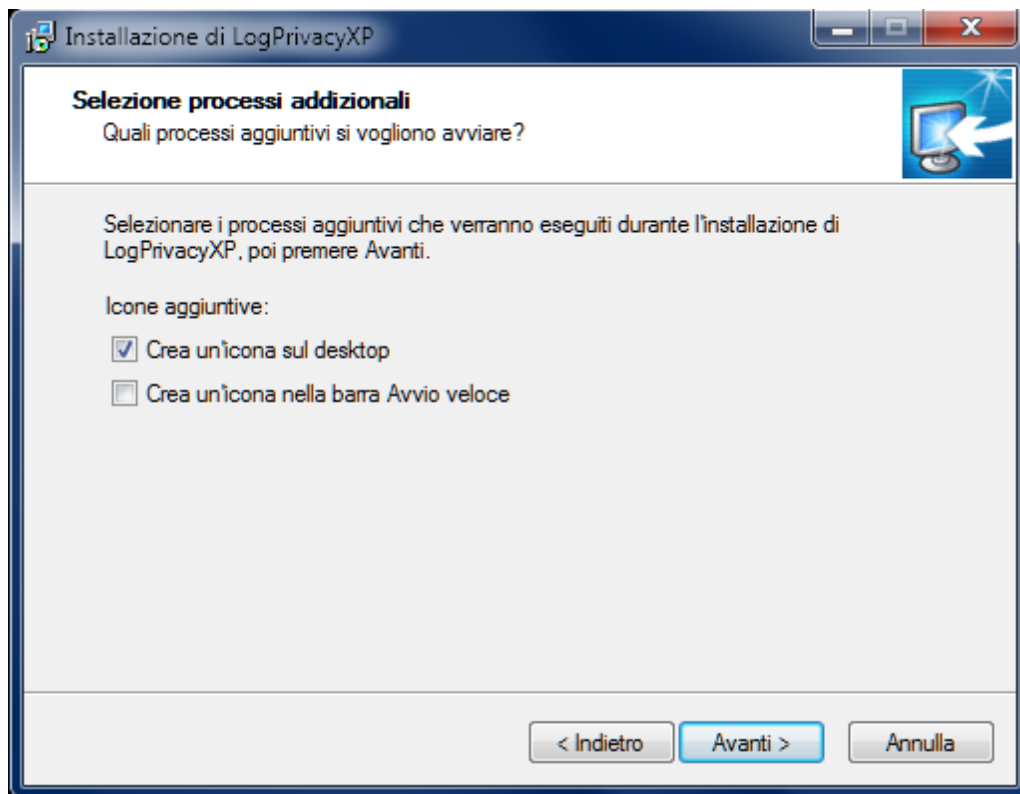 Installazione di LogPrivacyXP
Selezione processi addizionali
Quali processi aggiuntivi si vogliono avviare?
Selezionare i processi aggiuntivi che verranno eseguiti durante l'installazione di
LogPrivacyXP, poi premere Avanti.
Icone aggiuntive:
Crea un'icona sul desktop
Crea un'icona nella barra Avvio veloce
< Indietro
Avanti >
Annulla